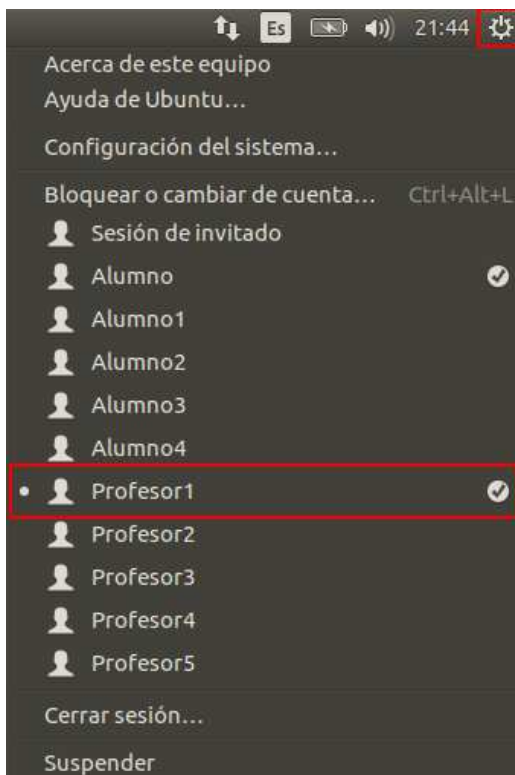 Es 21:44
Acerca de este equipo
Ayuda de Ubuntu...
Configuración del sistema...
Bloquear o cambiar de cuenta... Ctrl+Alt+L
Sesión de invitado
Alumno
Alumno1
Alumno2
Alumno3
Alumno4
Profesor1
Profesor2
Profesor3
Profesor4
Profesor5
Cerrar sesión...
Suspender